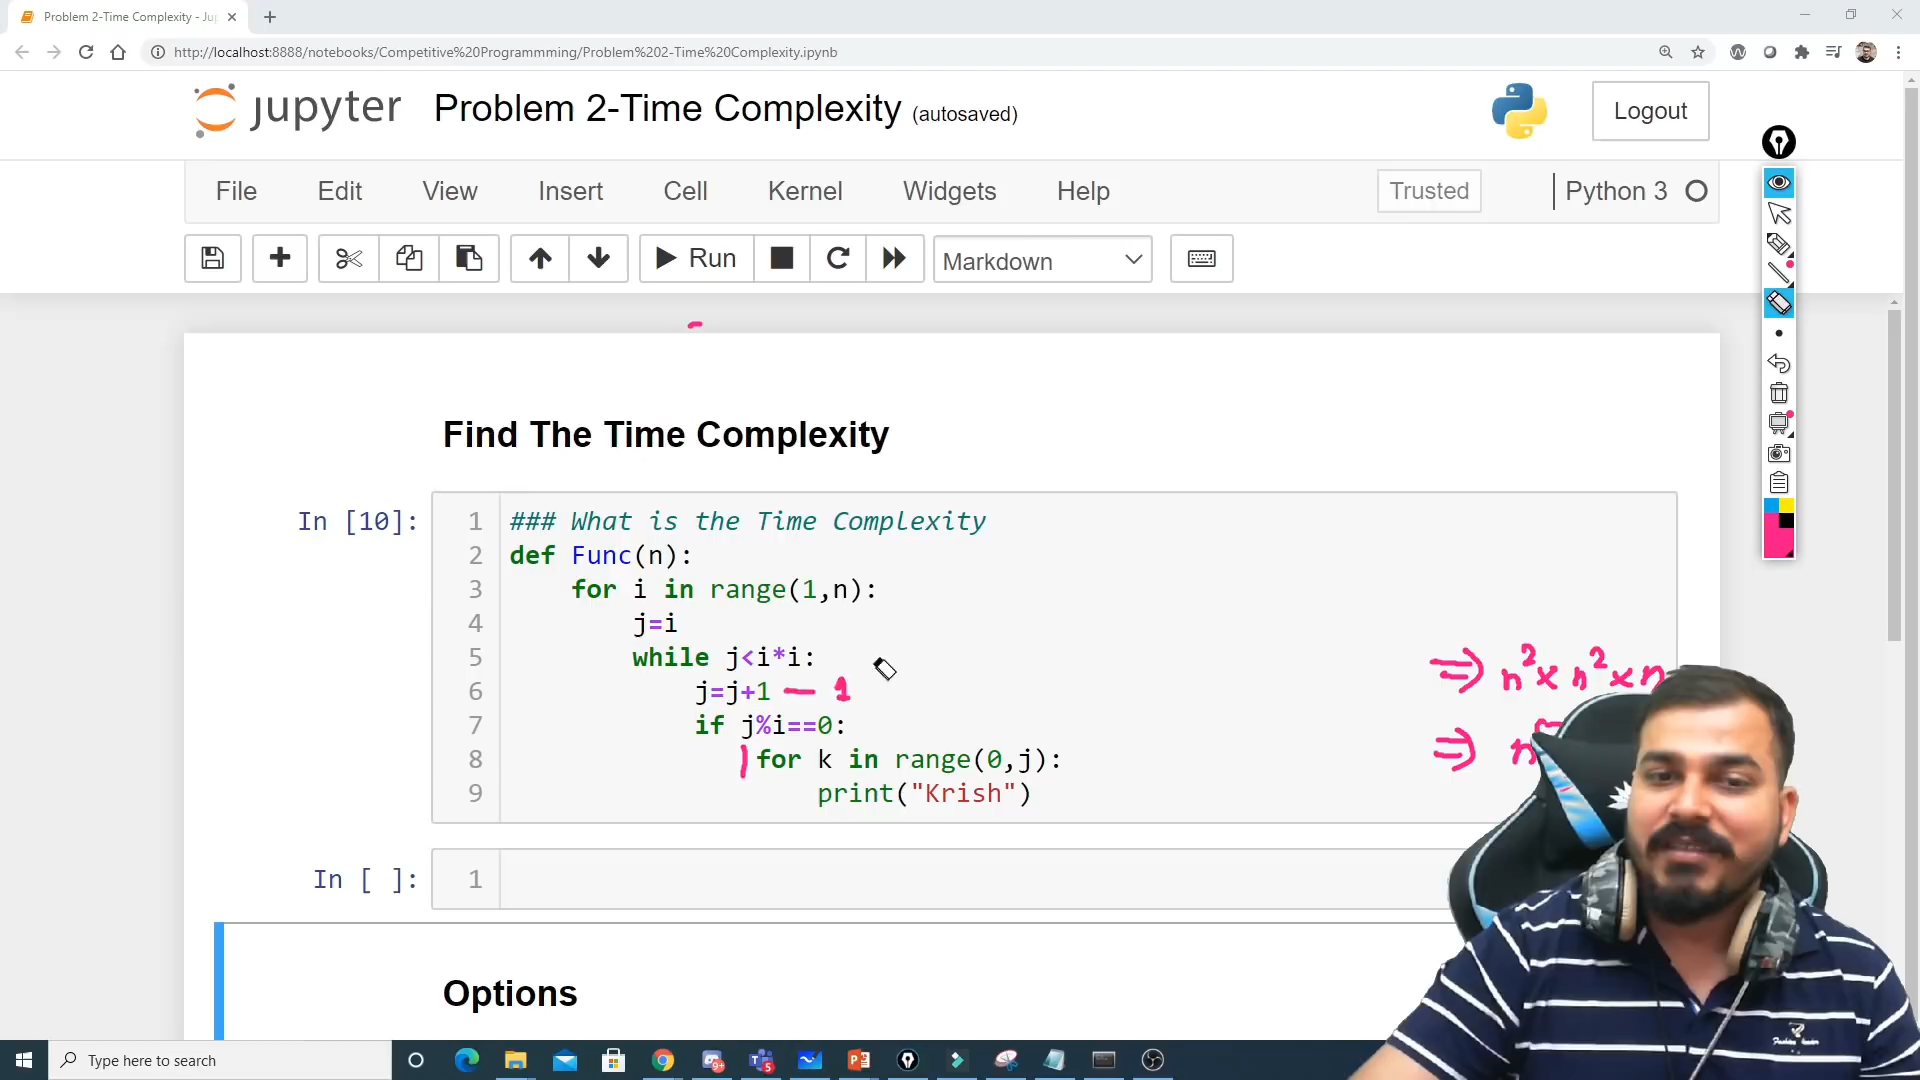 Problem 2-Time Complexity - Ju
http://localhost:8888/notebooks/Competitive%20Programmming/Problem%202-Time%20Complexity.ipynb
jupyter Problem 2-Time Complexity (autosaved)
Logout
File Edit View Insert Cell Kernel Widgets Help
Trusted
Python 3
Run
Markdown
Find The Time Complexity
In [10]:
1 ### What is the Time Complexity
2 def Func(n):
3 for i in range(1,n):
4 j=i
5 while j<i*i:
6 j=j+1 — 1
7 if j%i==0:
8 for k in range(0,j):
9 print("Krish")
⇒ n² x n² x n
⇒ n
In [ ]:
1
Options
Type here to search